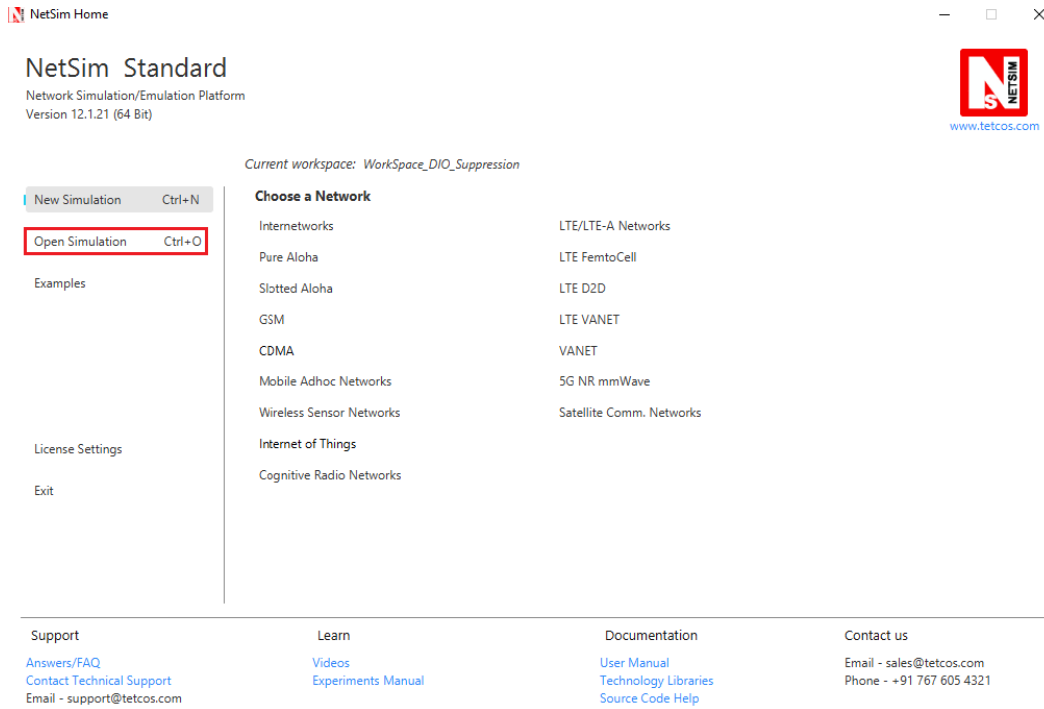 NetSim Home
NetSim Standard
Network Simulation/Emulation Platform
Version 12.1.21 (64 Bit)
NETSIM
NS
www.tetcos.com
Current workspace: WorkSpace_DIO_Suppression
New Simulation Ctrl+N
Open Simulation Ctrl+O
Examples
License Settings
Exit
Choose a Network
Internetworks
Pure Aloha
Slotted Aloha
GSM
CDMA
Mobile Adhoc Networks
Wireless Sensor Networks
Internet of Things
Cognitive Radio Networks
LTE/LTE-A Networks
LTE FemtoCell
LTE D2D
LTE VANET
VANET
5G NR mmWave
Satellite Comm. Networks
Support
Answers/FAQ
Contact Technical Support
Email - support@tetcos.com
Learn
Videos
Experiments Manual
Documentation
User Manual
Technology Libraries
Source Code Help
Contact us
Email - sales@tetcos.com
Phone - +91 767 605 4321